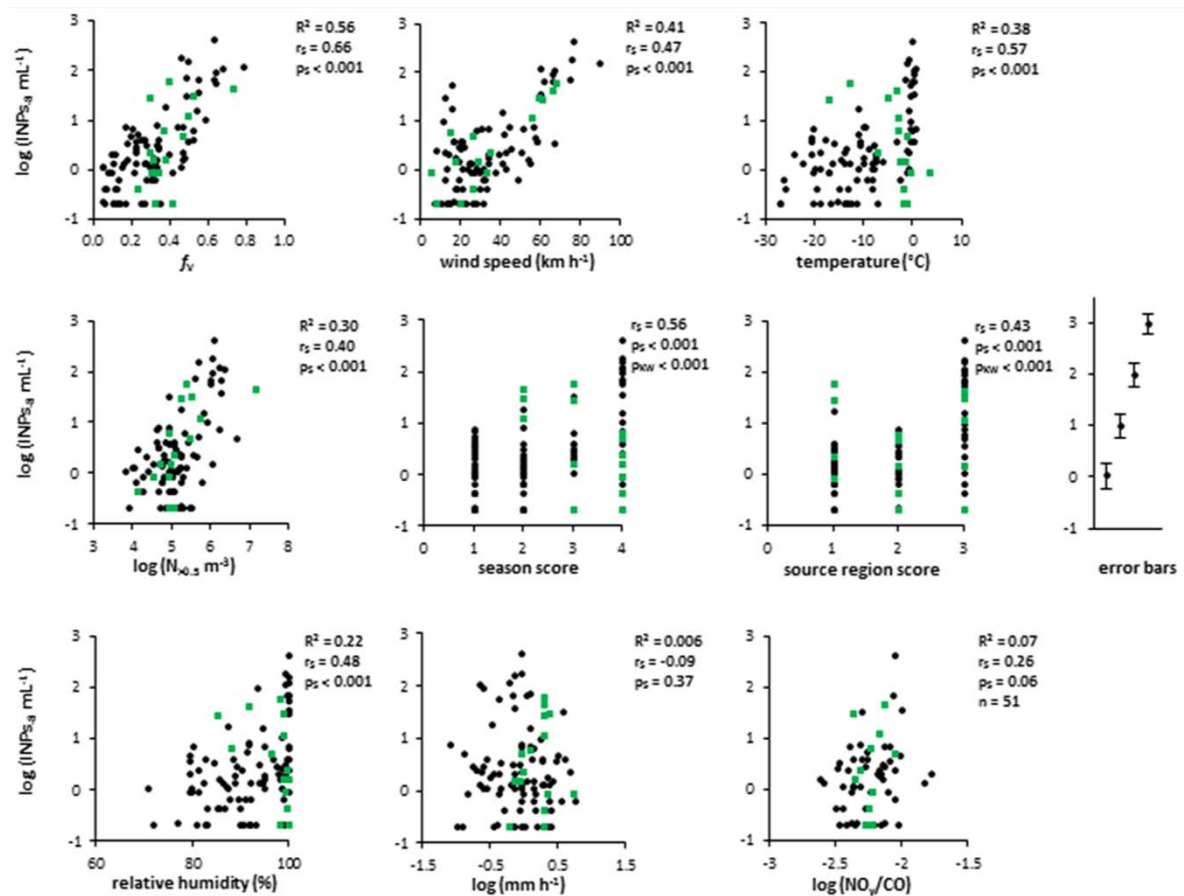 R² = 0.56
rs = 0.66
ps < 0.001
log (INPs-8 mL⁻¹)
3
2
1
0
-1
0.0 0.2 0.4 0.6 0.8 1.0
fv
R² = 0.41
rs = 0.47
ps < 0.001
3
2
1
0
-1
0 20 40 60 80 100
wind speed (km h⁻¹)
R² = 0.38
rs = 0.57
ps < 0.001
3
2
1
0
-1
-30 -20 -10 0 10
temperature (°C)
R² = 0.30
rs = 0.40
ps < 0.001
log (INPs-8 mL⁻¹)
3
2
1
0
-1
3 4 5 6 7 8
log (N>0.5 m⁻³)
rs = 0.56
ps < 0.001
pKW < 0.001
3
2
1
0
-1
0 1 2 3 4
season score
rs = 0.43
ps < 0.001
pKW < 0.001
3
2
1
0
-1
0 1 2 3
source region score
3
2
1
0
-1
error bars
R² = 0.22
rs = 0.48
ps < 0.001
log (INPs-8 mL⁻¹)
3
2
1
0
-1
60 80 100
relative humidity (%)
R² = 0.006
rs = -0.09
ps = 0.37
3
2
1
0
-1
-1.5 -0.5 0.5 1.5
log (mm h⁻¹)
R² = 0.07
rs = 0.26
ps = 0.06
n = 51
3
2
1
0
-1
-3 -2.5 -2 -1.5
log (NOy/CO)